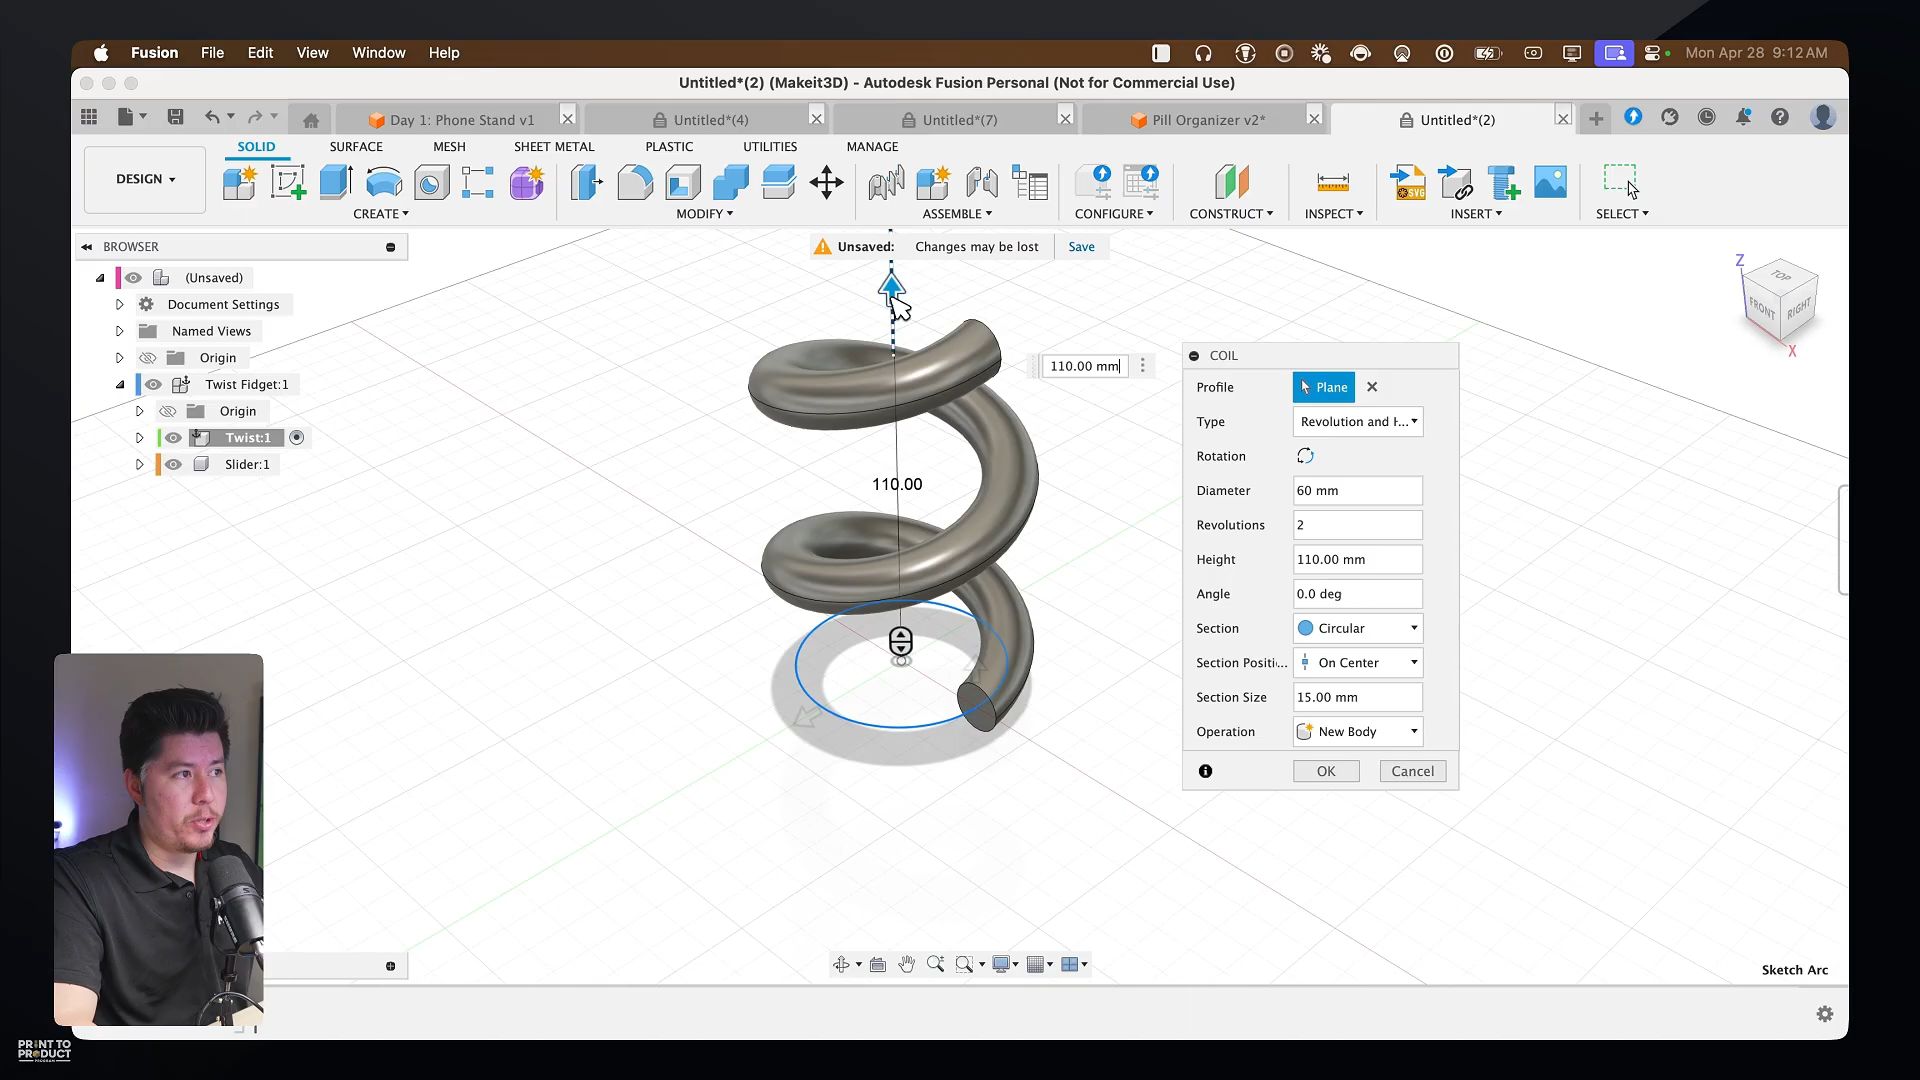 Fusion File Edit View Window Help Mon Apr 28 9:12 AM
Untitled*(2) (Makeit3D) - Autodesk Fusion Personal (Not for Commercial Use)
Day 1: Phone Stand v1 Untitled*(4) Untitled*(7) Pill Organizer v2* Untitled*(2)
SOLID SURFACE MESH SHEET METAL PLASTIC UTILITIES MANAGE
DESIGN
SVG
CREATE MODIFY ASSEMBLE CONFIGURE CONSTRUCT INSPECT INSERT SELECT
BROWSER
Unsaved: Changes may be lost Save
(Unsaved)
Document Settings
Named Views
Origin
Twist Fidget:1
Origin
Twist:1
Slider:1
Z
TOP
FRONT RIGHT
X
110.00 mm
110.00
COIL
Profile Plane
Type Revolution and H...
Rotation
Diameter 60 mm
Revolutions 2
Height 110.00 mm
Angle 0.0 deg
Section Circular
Section Positi... On Center
Section Size 15.00 mm
Operation New Body
OK Cancel
Sketch Arc
PRINT TO
PRODUCT
PROGRAM